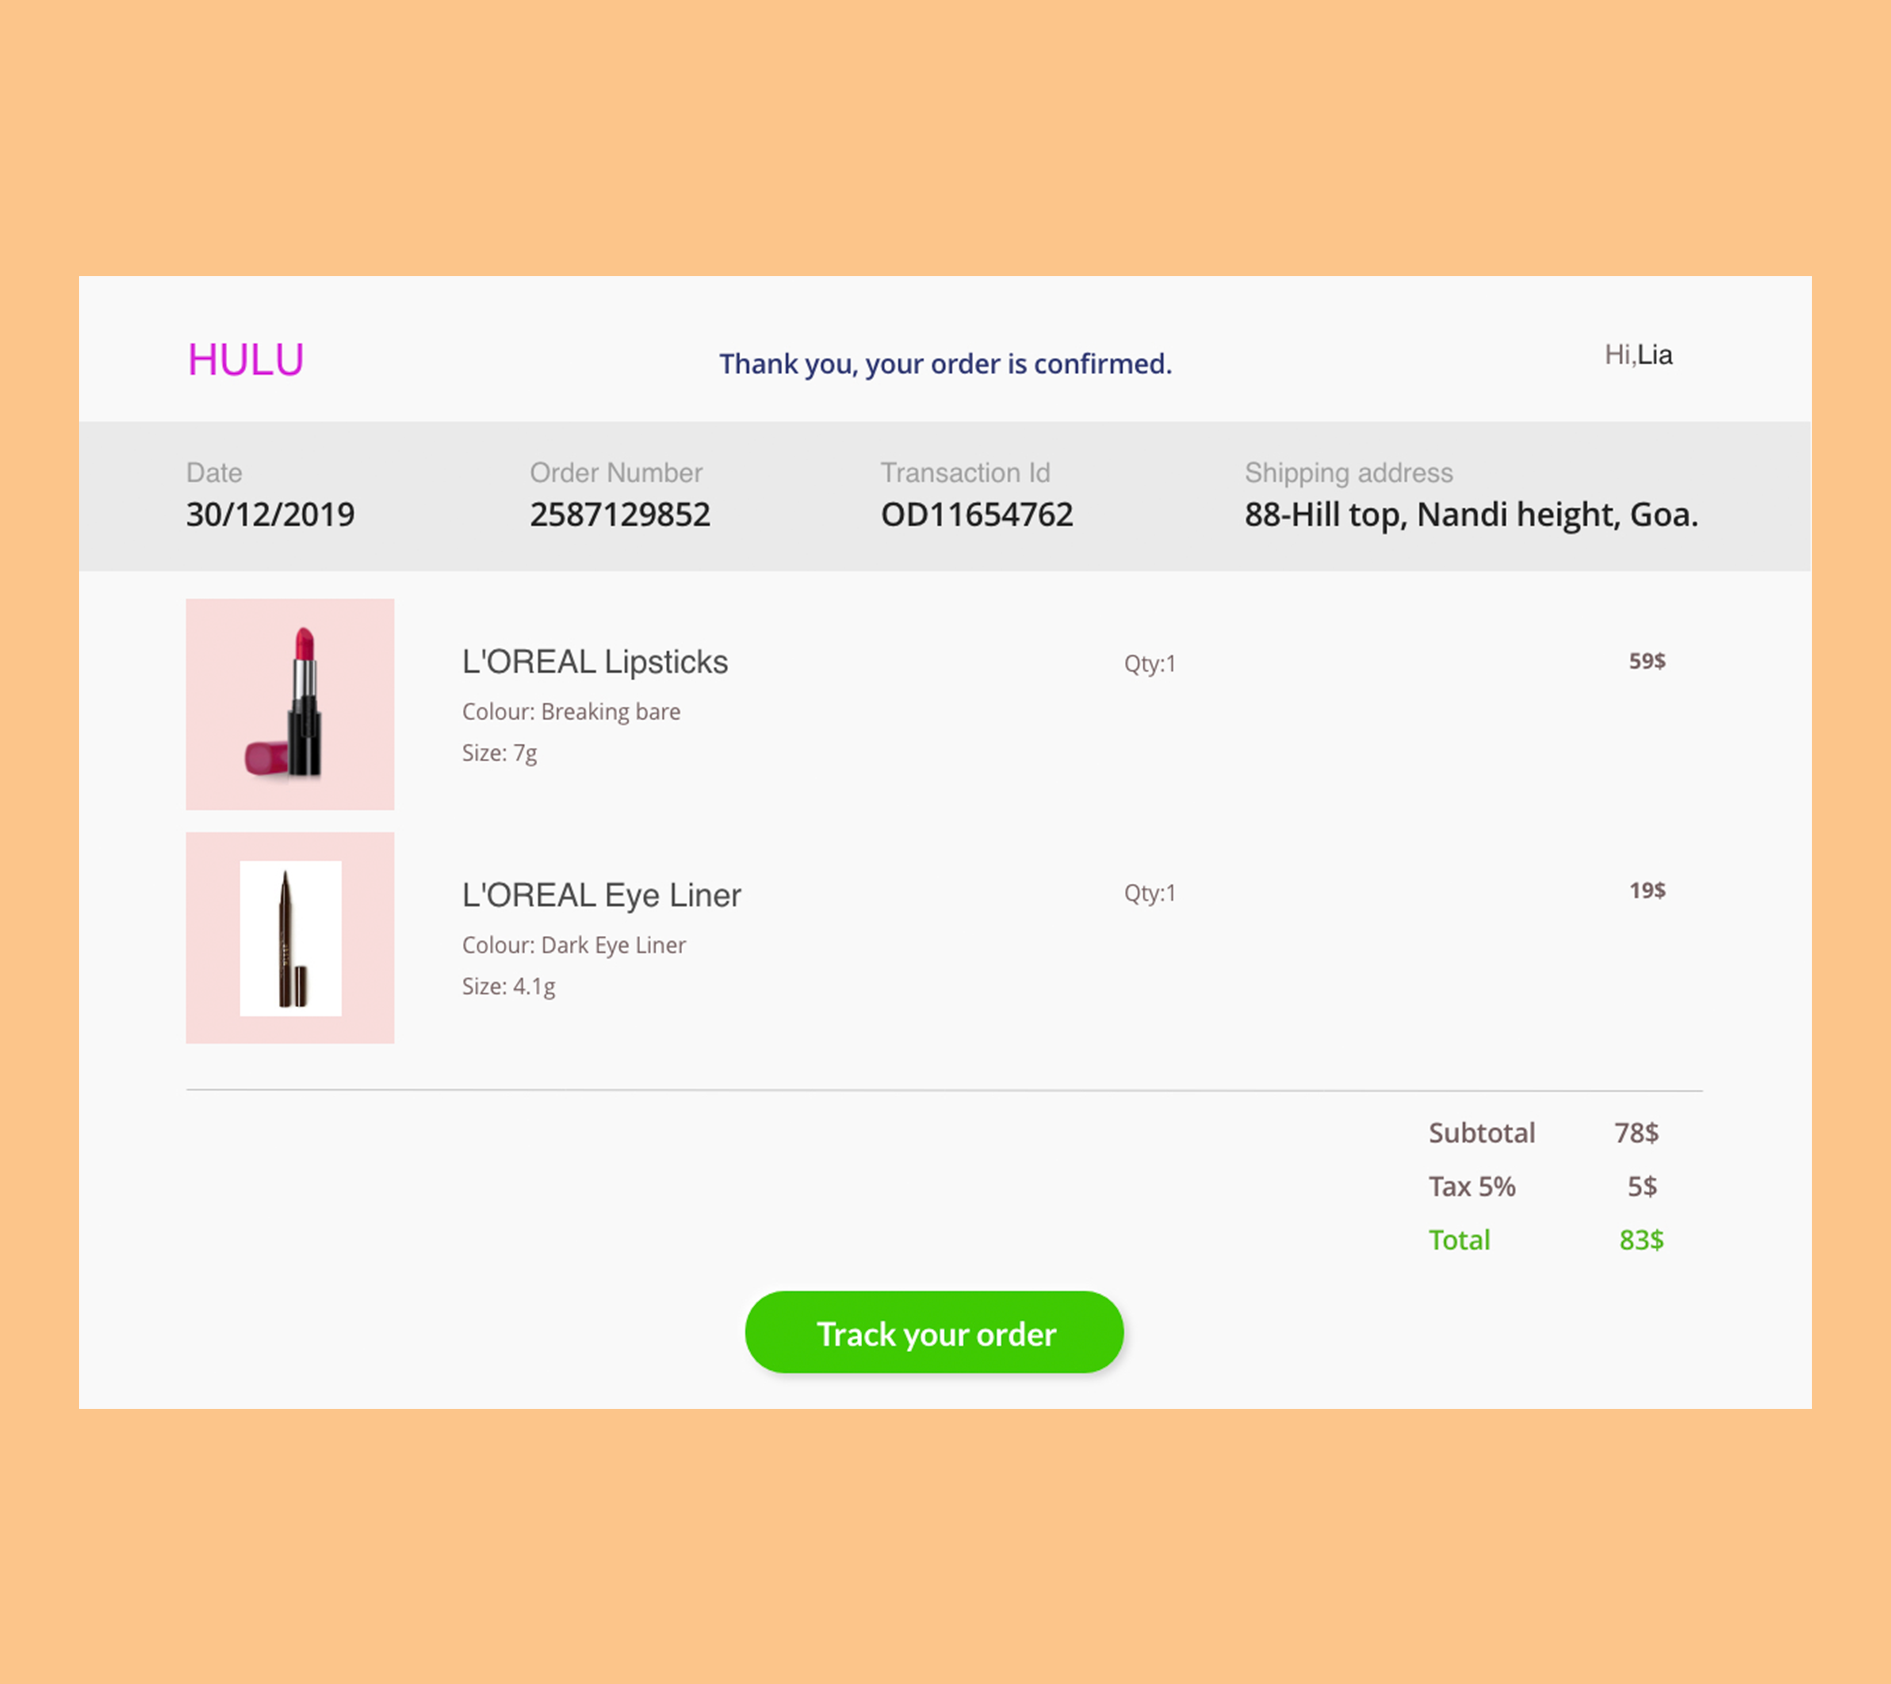 HULU
Thank you, your order is confirmed.
Hi,Lia
Date
30/12/2019
Order Number
2587129852
Transaction Id
OD11654762
Shipping address
88-Hill top, Nandi height, Goa.
L'OREAL Lipsticks
Qty:1
59$
Colour: Breaking bare
Size: 7g
L'OREAL Eye Liner
Qty:1
19$
Colour: Dark Eye Liner
Size: 4.1g
Subtotal 78$
Tax 5% 5$
Total 83$
Track your order